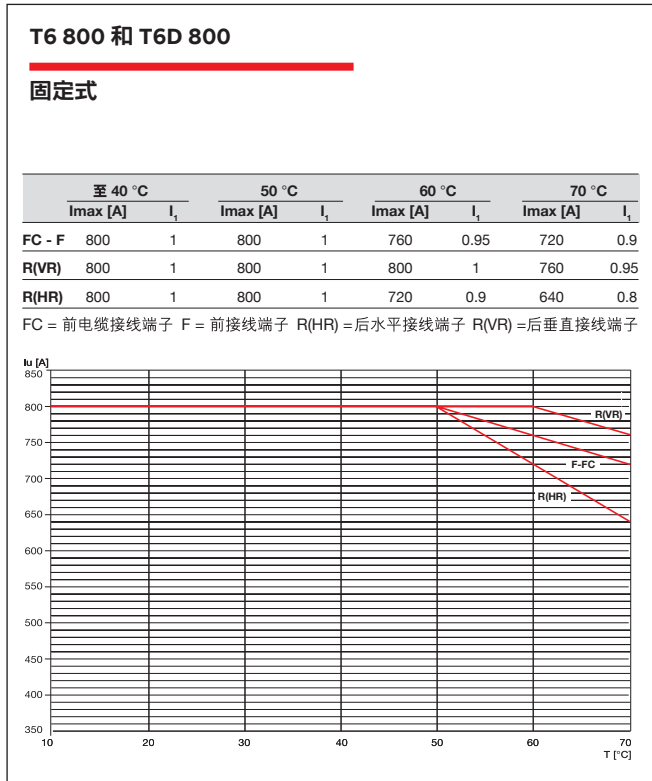 T6 800 和 T6D 800
固定式
至 40 °C 50 °C 60 °C 70 °C
Imax [A] I1 Imax [A] I1 Imax [A] I1 Imax [A] I1
FC - F 800 1 800 1 760 0.95 720 0.9
R(VR) 800 1 800 1 800 1 760 0.95
R(HR) 800 1 800 1 720 0.9 640 0.8
FC = 前电缆接线端子 F = 前接线端子 R(HR) =后水平接线端子 R(VR) =后垂直接线端子
Iu [A]
850
800
R(VR)
750
F-FC
700
R(HR)
650
600
550
500
450
400
350
10 20 30 40 50 60 70
T [°C]